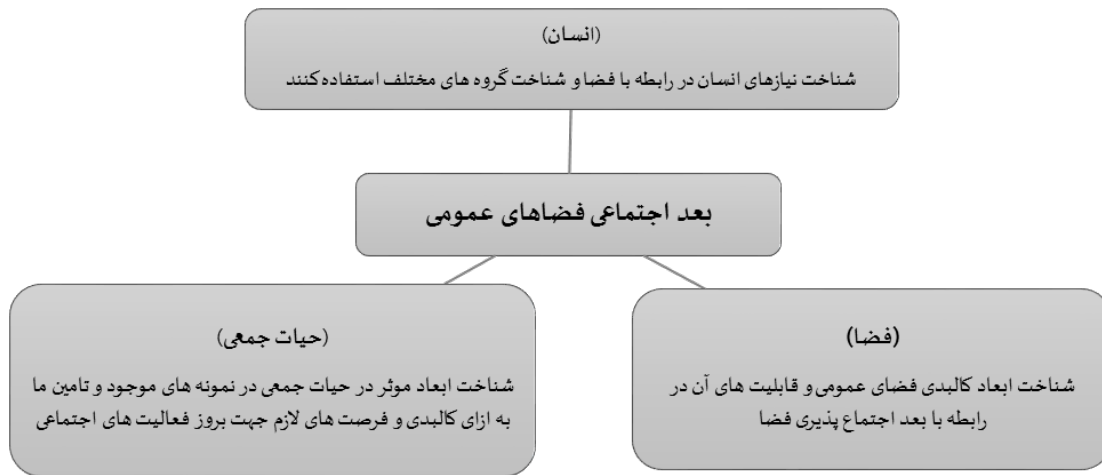 (انسان)
شناخت نیازهای انسان در رابطه با فضا و شناخت گروه های مختلف استفاده کنند
بعد اجتماعی فضاهای عمومی
(فضا)
شناخت ابعاد کالبدی فضای عمومی و قابلیت های آن در
رابطه با بعد اجتماع پذیری فضا
(حیات جمعی)
شناخت ابعاد موثر در حیات جمعی در نمونه های موجود و تامین ما
به ازای کالبدی و فرصت های لازم جهت بروز فعالیت های اجتماعی